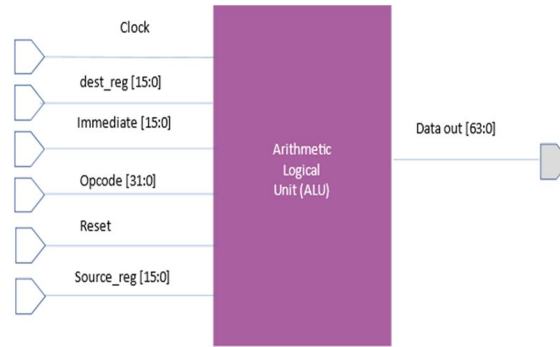 Clock
dest_reg [15:0]
Immediate [15:0]
Opcode [31:0]
Reset
Source_reg [15:0]
Arithmetic
Logical
Unit (ALU)
Data out [63:0]